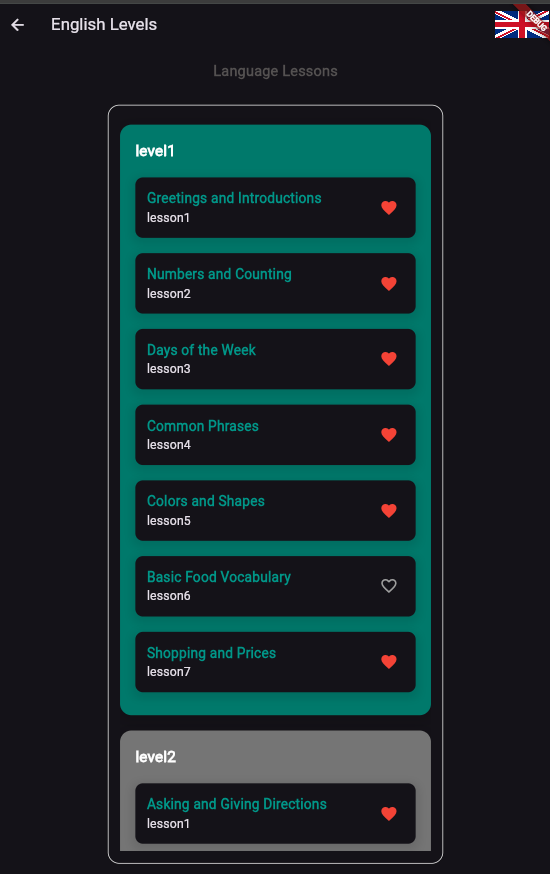 English Levels
DEBUG
Language Lessons
level1
Greetings and Introductions
lesson1
Numbers and Counting
lesson2
Days of the Week
lesson3
Common Phrases
lesson4
Colors and Shapes
lesson5
Basic Food Vocabulary
lesson6
Shopping and Prices
lesson7
level2
Asking and Giving Directions
lesson1